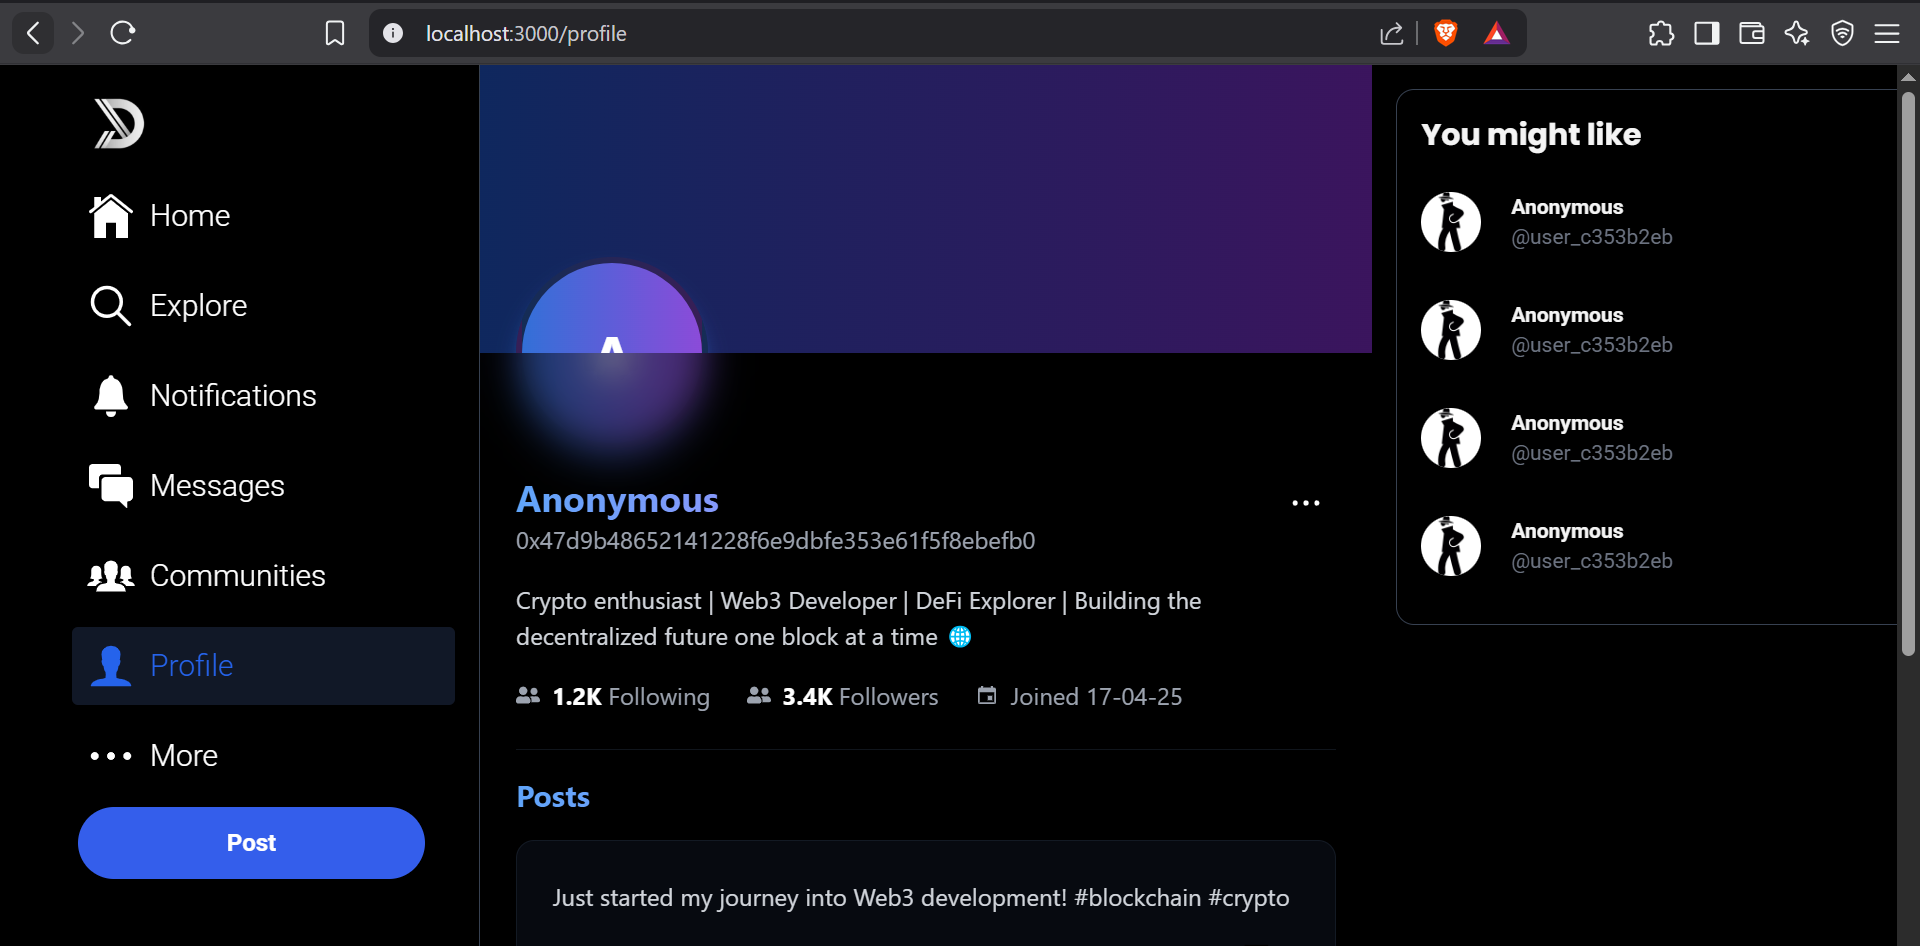 localhost:3000/profile
Home
Explore
Notifications
Messages
Communities
Profile
More
Post
A
Anonymous
0x47d9b48652141228f6e9dbfe353e61f5f8ebefb0
Crypto enthusiast | Web3 Developer | DeFi Explorer | Building the
decentralized future one block at a time 🌐
1.2K Following 3.4K Followers Joined 17-04-25
Posts
Just started my journey into Web3 development! #blockchain #crypto
You might like
Anonymous
@user_c353b2eb
Anonymous
@user_c353b2eb
Anonymous
@user_c353b2eb
Anonymous
@user_c353b2eb